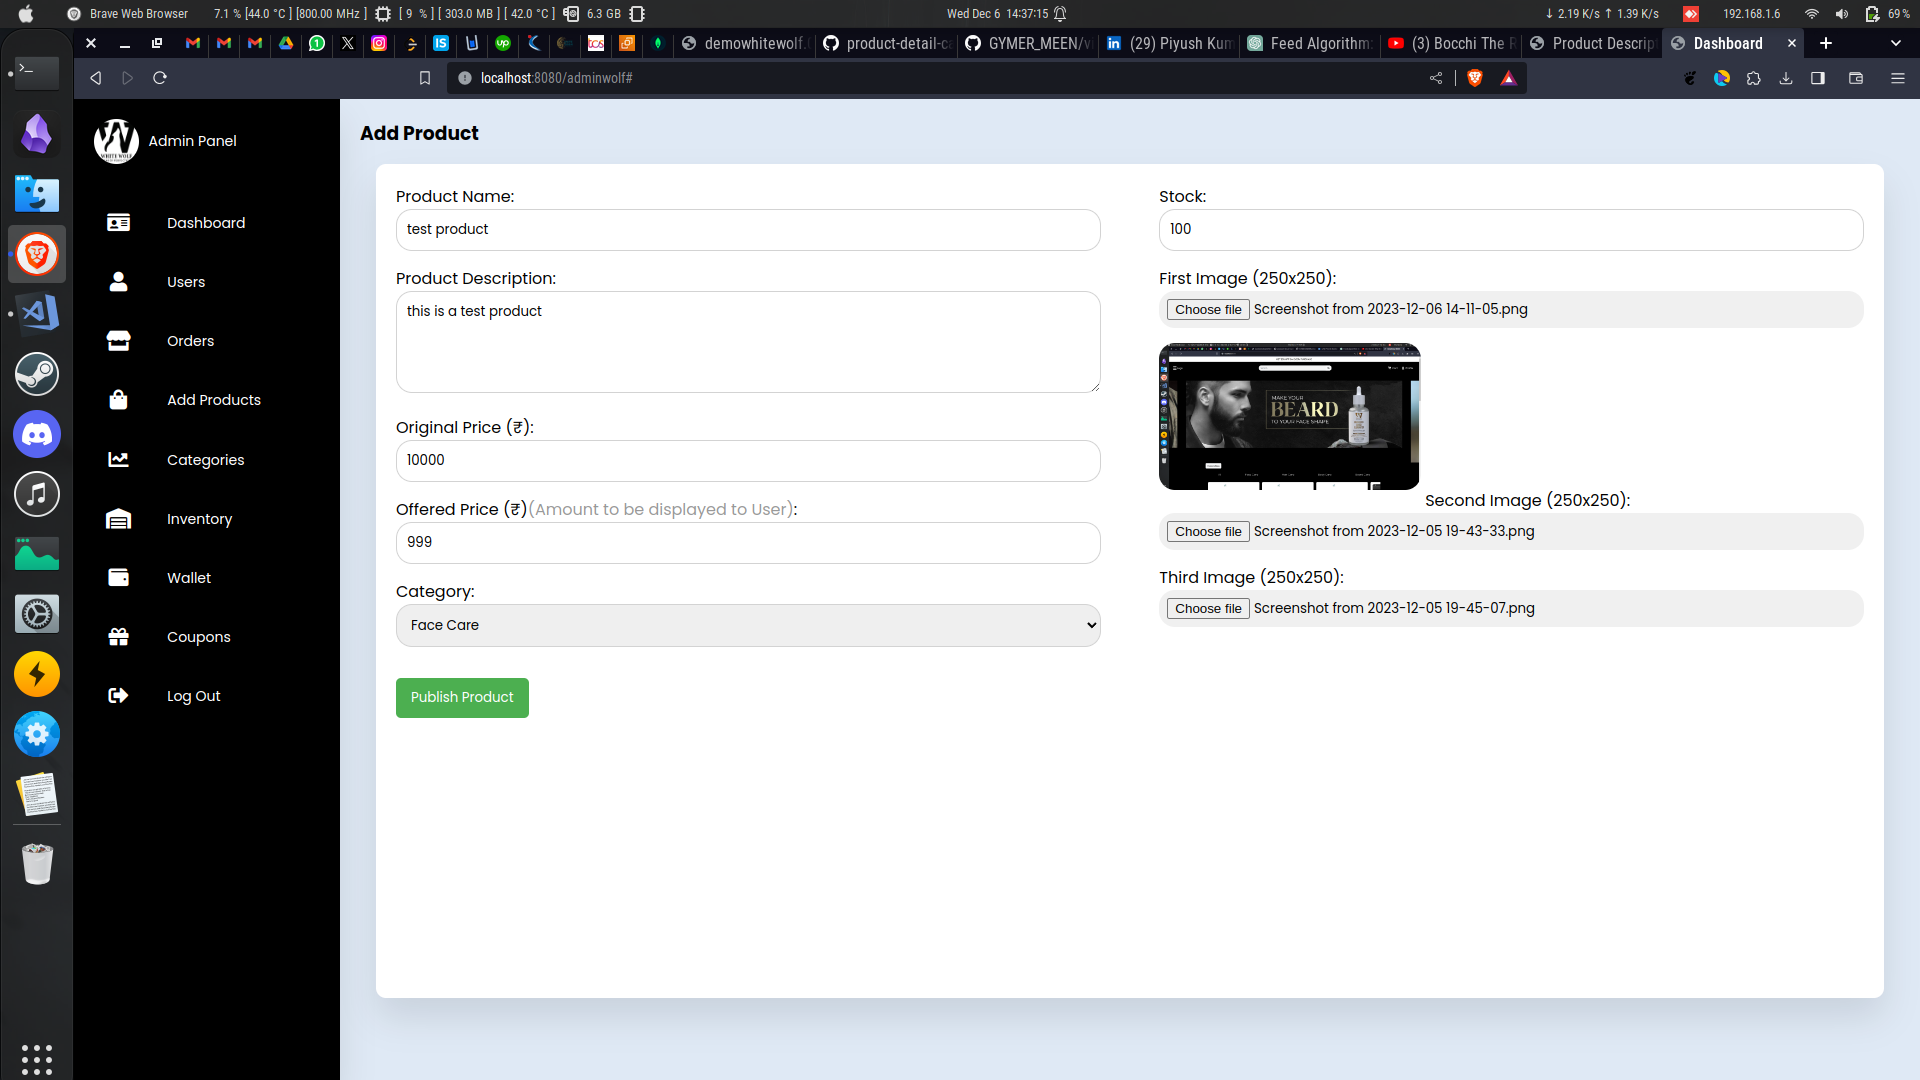 Brave Web Browser 7.1 % [44.0 °C ] [800.00 MHz ] [ 9 % ] [ 303.0 MB ] [ 42.0 °C ] 6.3 GB Wed Dec 6 14:37:15 ↓ 2.19 K/s ↑ 1.39 K/s 192.168.1.6 69 %
demowhitewolf. product-detail-c GYMER_MEEN/v (29) Piyush Kum Feed Algorithm (3) Bocchi The R Product Descrip Dashboard
localhost:8080/adminwolf#
WHITE WOLF
Admin Panel
Dashboard
Users
Orders
Add Products
Categories
Inventory
Wallet
Coupons
Log Out
Add Product
Product Name:
test product
Product Description:
this is a test product
Original Price (₹):
10000
Offered Price (₹)(Amount to be displayed to User):
999
Category:
Face Care
Publish Product
Stock:
100
First Image (250x250):
Choose file Screenshot from 2023-12-06 14-11-05.png
MAKE YOUR
BEARD
TO YOUR FACE SHAPE
Second Image (250x250):
Choose file Screenshot from 2023-12-05 19-43-33.png
Third Image (250x250):
Choose file Screenshot from 2023-12-05 19-45-07.png